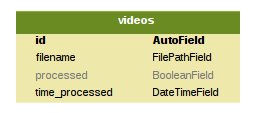 videos
id AutoField
filename FilePathField
processed BooleanField
time_processed DateTimeField